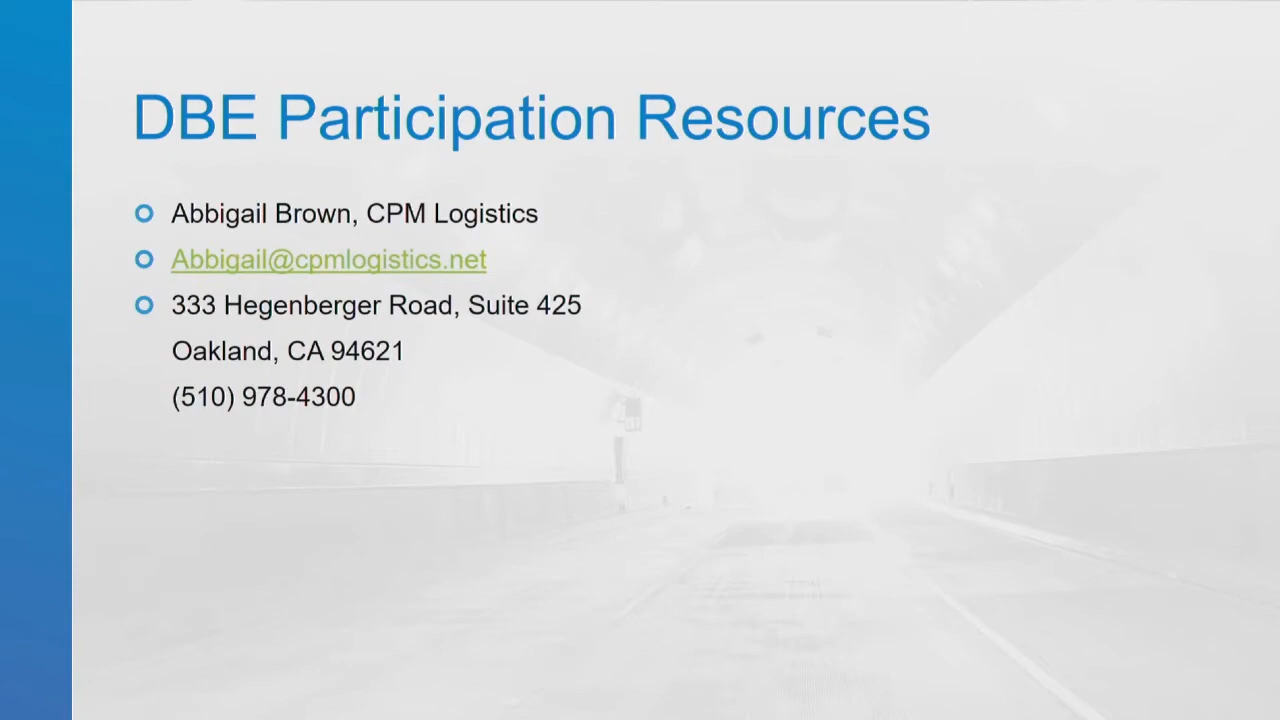 DBE Participation Resources
Abbigail Brown, CPM Logistics
Abbigail@cpmlogistics.net
333 Hegenberger Road, Suite 425
Oakland, CA 94621
(510) 978-4300